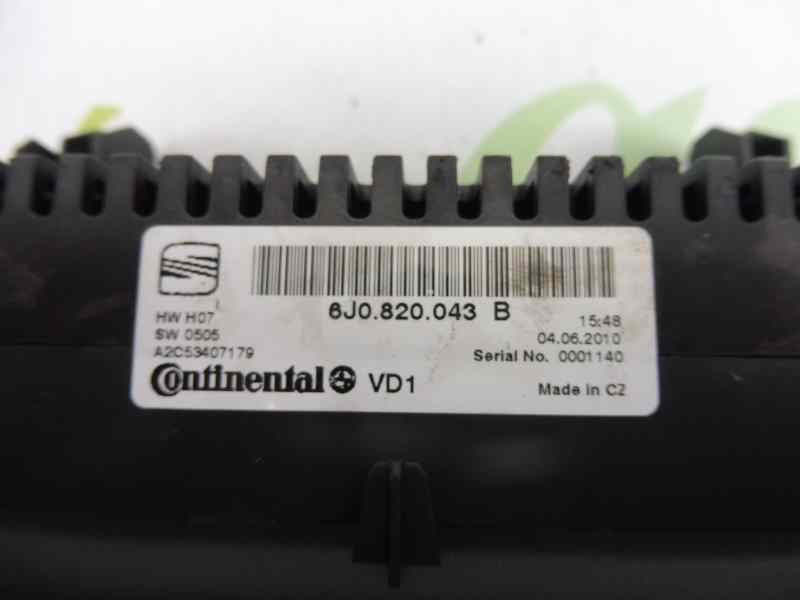 6J0.820.043 B
HW H07
SW 0505
A2C53407179
15:48
04.06.2010
Serial No. 0001140
Continental VD1
Made in CZ